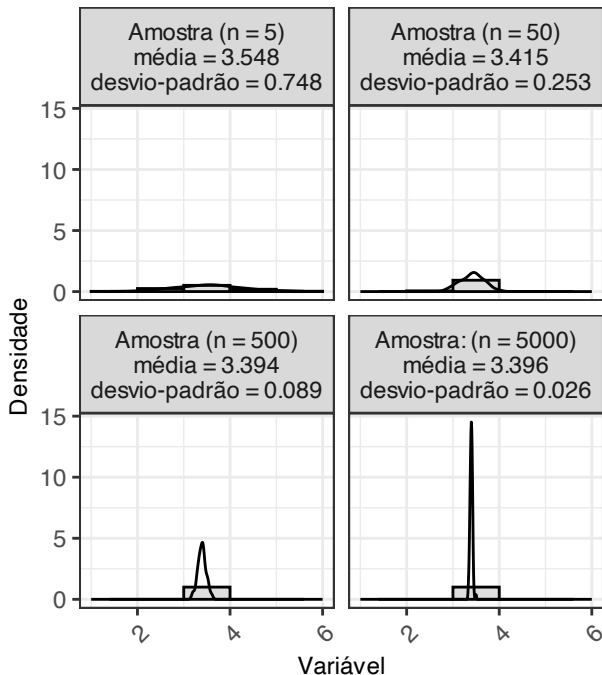 Amostra (n = 5)
média = 3.548
desvio-padrão = 0.748
Amostra (n = 50)
média = 3.415
desvio-padrão = 0.253
15
10
5
0
Amostra (n = 500)
média = 3.394
desvio-padrão = 0.089
Amostra: (n = 5000)
média = 3.396
desvio-padrão = 0.026
15
10
5
0
Densidade
2
4
6
2
4
6
Variável